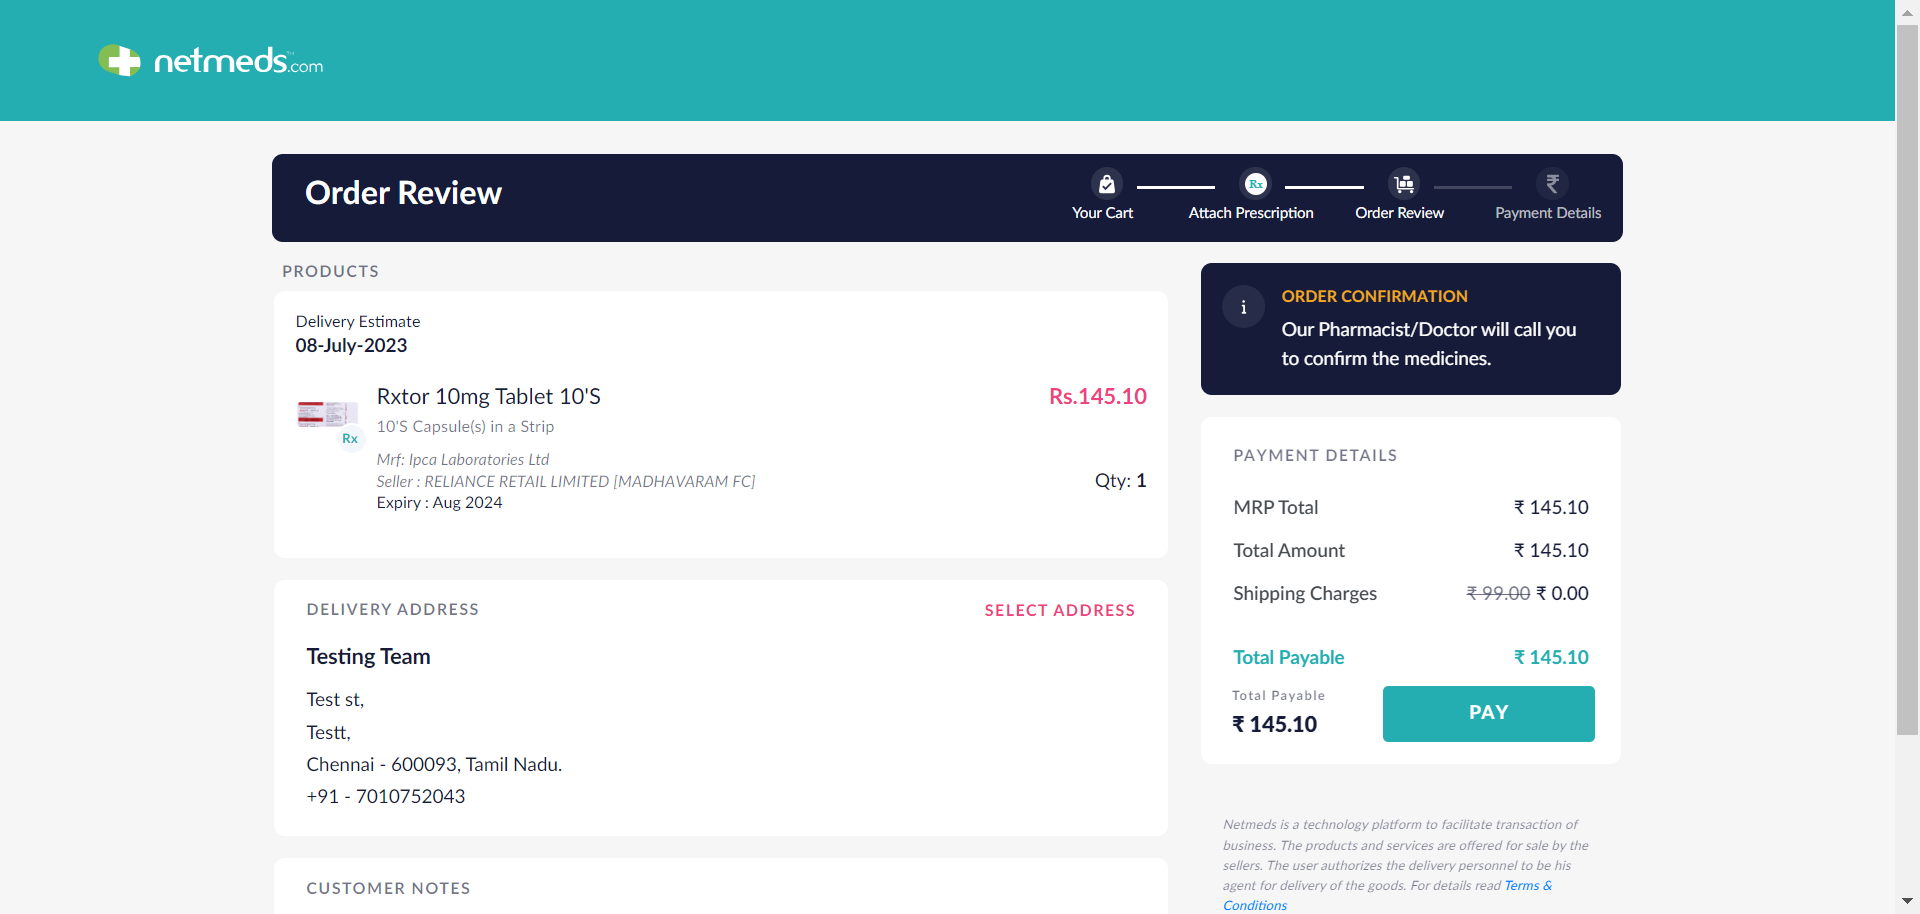 netmeds.com
Order Review
Rx
Your Cart
Attach Prescription
Order Review
₹
Payment Details
PRODUCTS
Delivery Estimate
08-July-2023
Rxtor 10mg Tablet 10'S
Rs.145.10
10'S Capsule(s) in a Strip
Rx
Mrf: Ipca Laboratories Ltd
Seller : RELIANCE RETAIL LIMITED [MADHAVARAM FC]
Qty: 1
Expiry : Aug 2024
DELIVERY ADDRESS
SELECT ADDRESS
Testing Team
Test st,
Testt,
Chennai - 600093, Tamil Nadu.
+91 - 7010752043
CUSTOMER NOTES
i
ORDER CONFIRMATION
Our Pharmacist/Doctor will call you
to confirm the medicines.
PAYMENT DETAILS
MRP Total ₹ 145.10
Total Amount ₹ 145.10
Shipping Charges ₹ 99.00 ₹ 0.00
Total Payable ₹ 145.10
Total Payable
₹ 145.10
PAY
Netmeds is a technology platform to facilitate transaction of
business. The products and services are offered for sale by the
sellers. The user authorizes the delivery personnel to be his
agent for delivery of the goods. For details read Terms &
Conditions